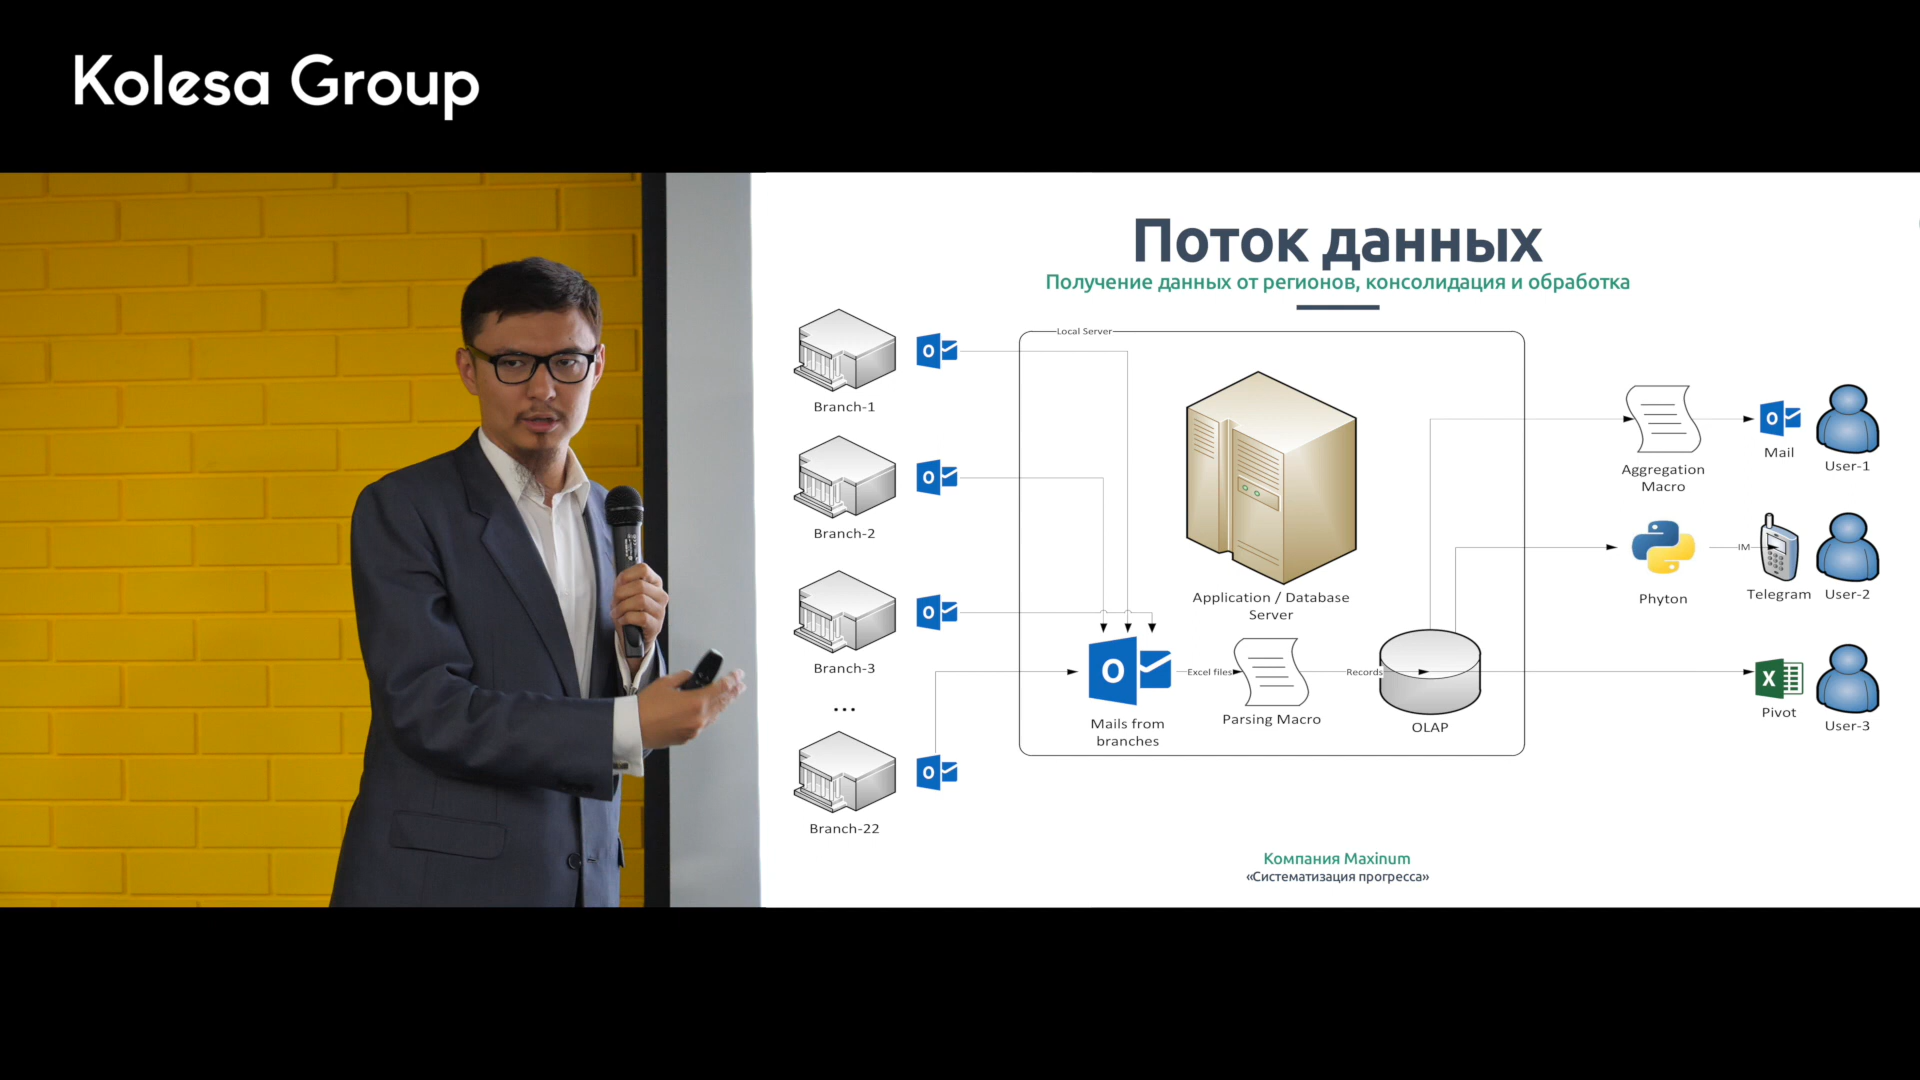 Kolesa Group
Поток данных
Получение данных от регионов, консолидация и обработка
Branch-1
Branch-2
Branch-3
...
Branch-22
Local Server
Application / Database
Server
Mails from
branches
Excel files
Parsing Macro
Records
OLAP
Aggregation
Macro
Mail
User-1
Phyton
IM
Telegram
User-2
X
Pivot
User-3
Компания Maxinum
«Систематизация прогресса»